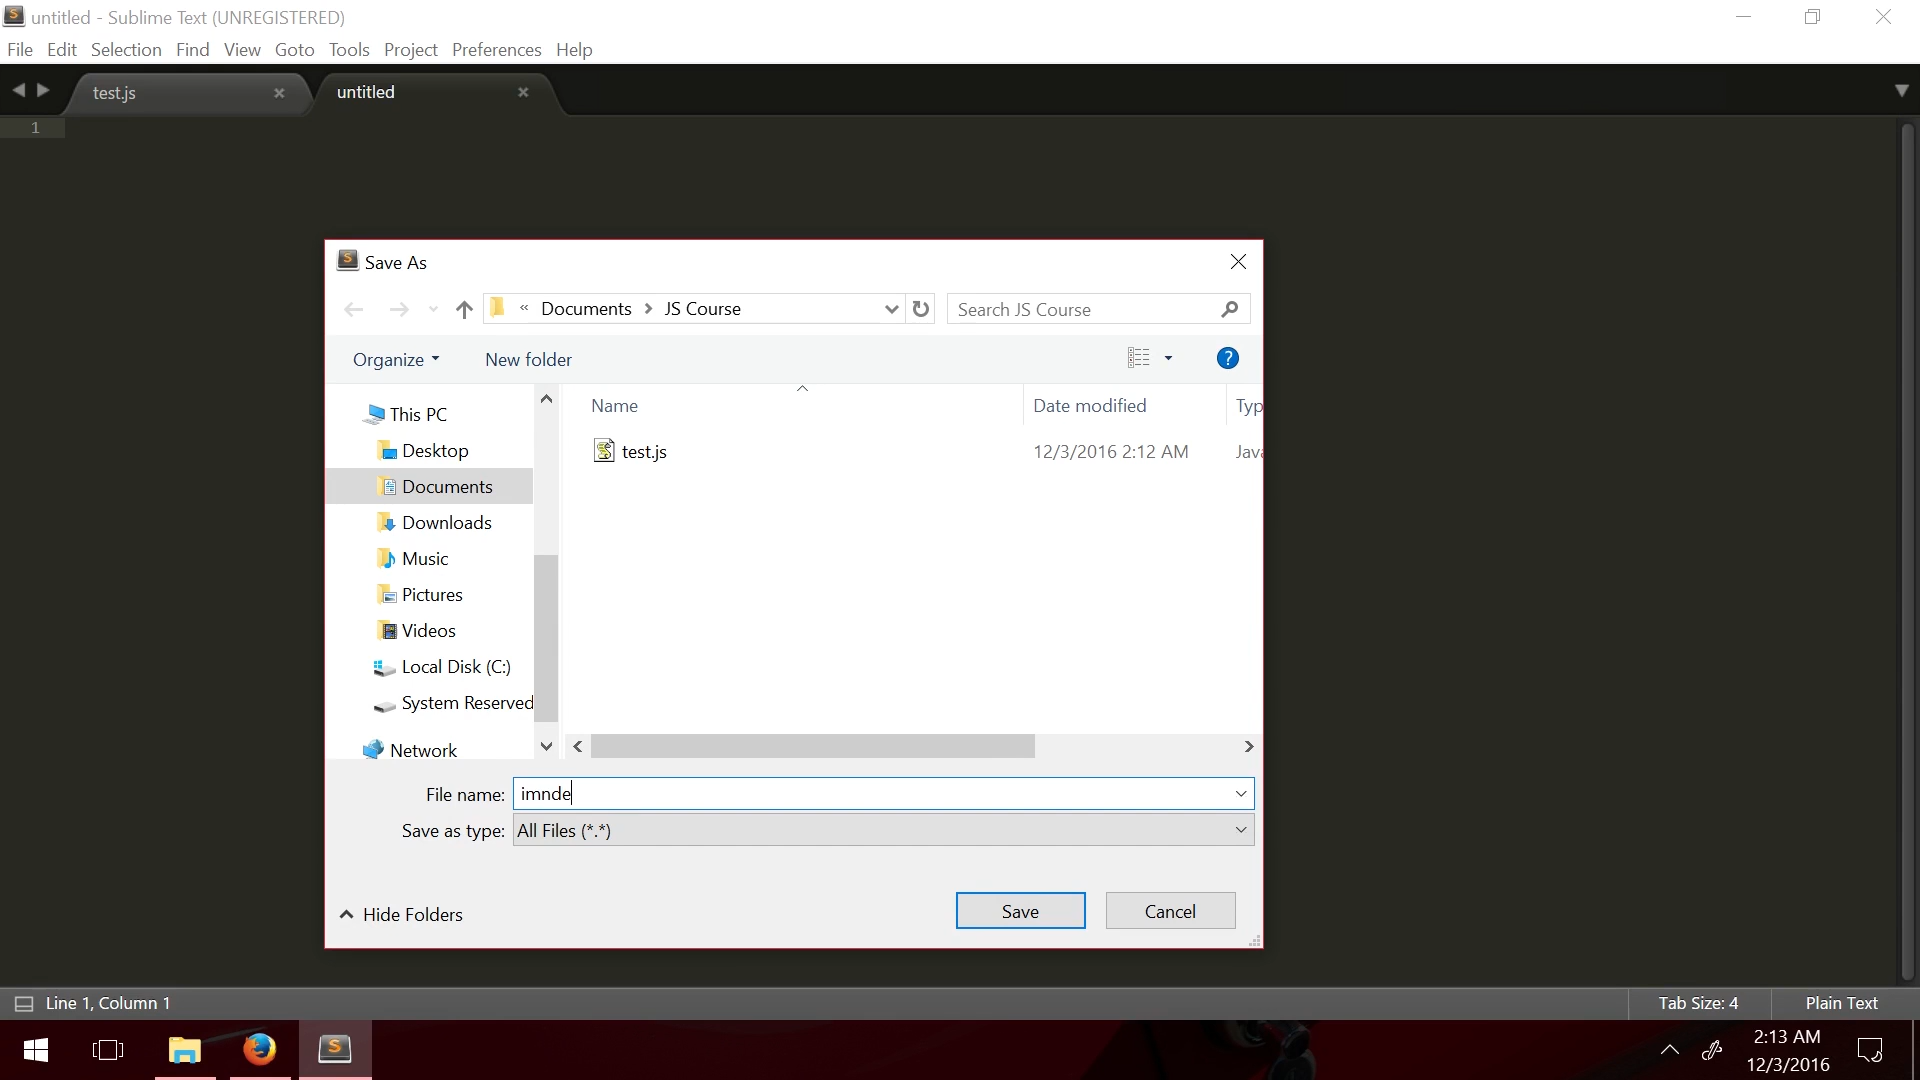 untitled - Sublime Text (UNREGISTERED)
File Edit Selection Find View Goto Tools Project Preferences Help
test.js untitled
1
Save As
« Documents > JS Course Search JS Course
Organize New folder
Name Date modified Typ
This PC
test.js 12/3/2016 2:12 AM Java
Desktop
Documents
Downloads
Music
Pictures
Videos
Local Disk (C:)
System Reserved
Network
File name: imnde
Save as type: All Files (*.*)
Hide Folders Save Cancel
Line 1, Column 1 Tab Size: 4 Plain Text
2:13 AM
12/3/2016